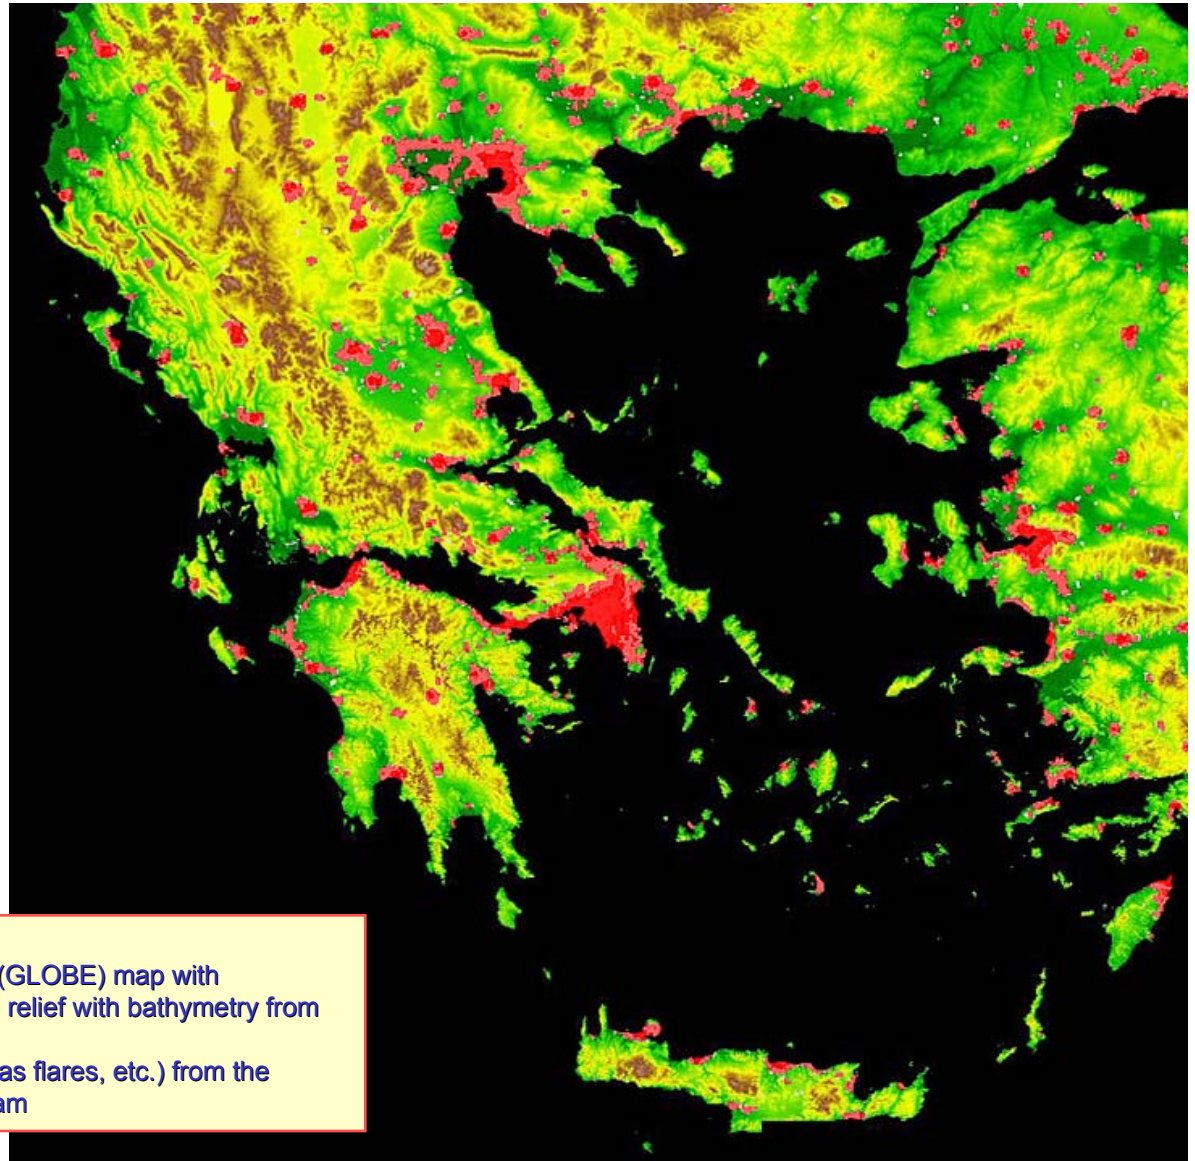 (GLOBE) map with
relief with bathymetry from
as flares, etc.) from the
am